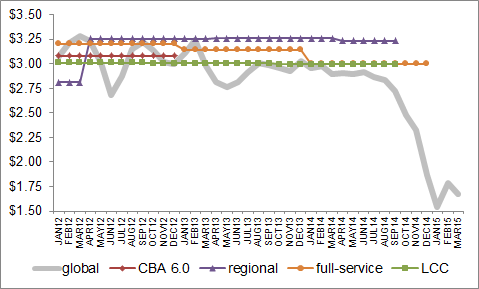 $3.50
$3.25
$3.00
$2.75
$2.50
$2.25
$2.00
$1.75
$1.50
JAN12
FEB12
MAR12
APR12
MAY12
JUN12
JUL12
AUG12
SEP12
OCT12
NOV12
DEC12
JAN13
FEB13
MAR13
APR13
MAY13
JUN13
JUL13
AUG13
SEP13
OCT13
NOV13
DEC13
JAN14
FEB14
MAR14
APR14
MAY14
JUN14
JUL14
AUG14
SEP14
OCT14
NOV14
DEC14
JAN15
FEB15
MAR15
global CBA 6.0 regional full-service LCC